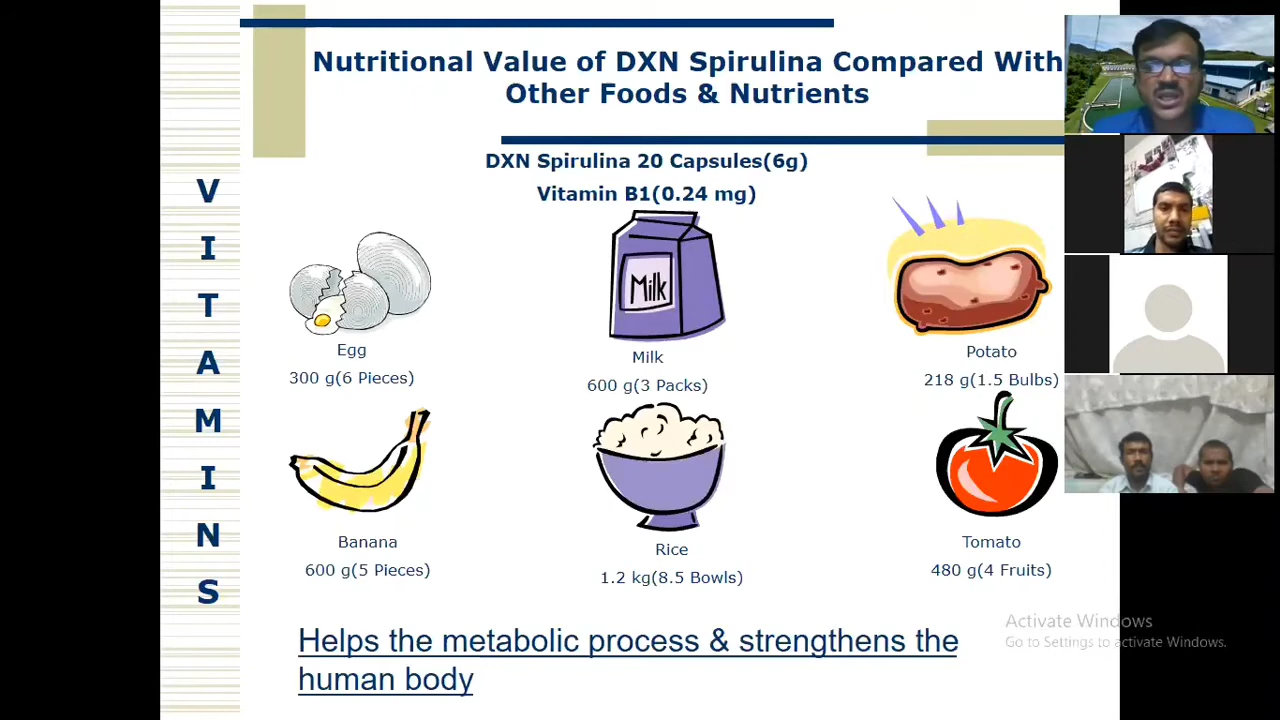 Nutritional Value of DXN Spirulina Compared With
Other Foods & Nutrients
DXN Spirulina 20 Capsules(6g)
Vitamin B1(0.24 mg)
VITAMINS
Milk
Egg
300 g(6 Pieces)
Milk
600 g(3 Packs)
Potato
218 g(1.5 Bulbs)
Banana
600 g(5 Pieces)
Rice
1.2 kg(8.5 Bowls)
Tomato
480 g(4 Fruits)
Helps the metabolic process & strengthens the
human body
Activate Windows
Go to Settings to activate Windows.